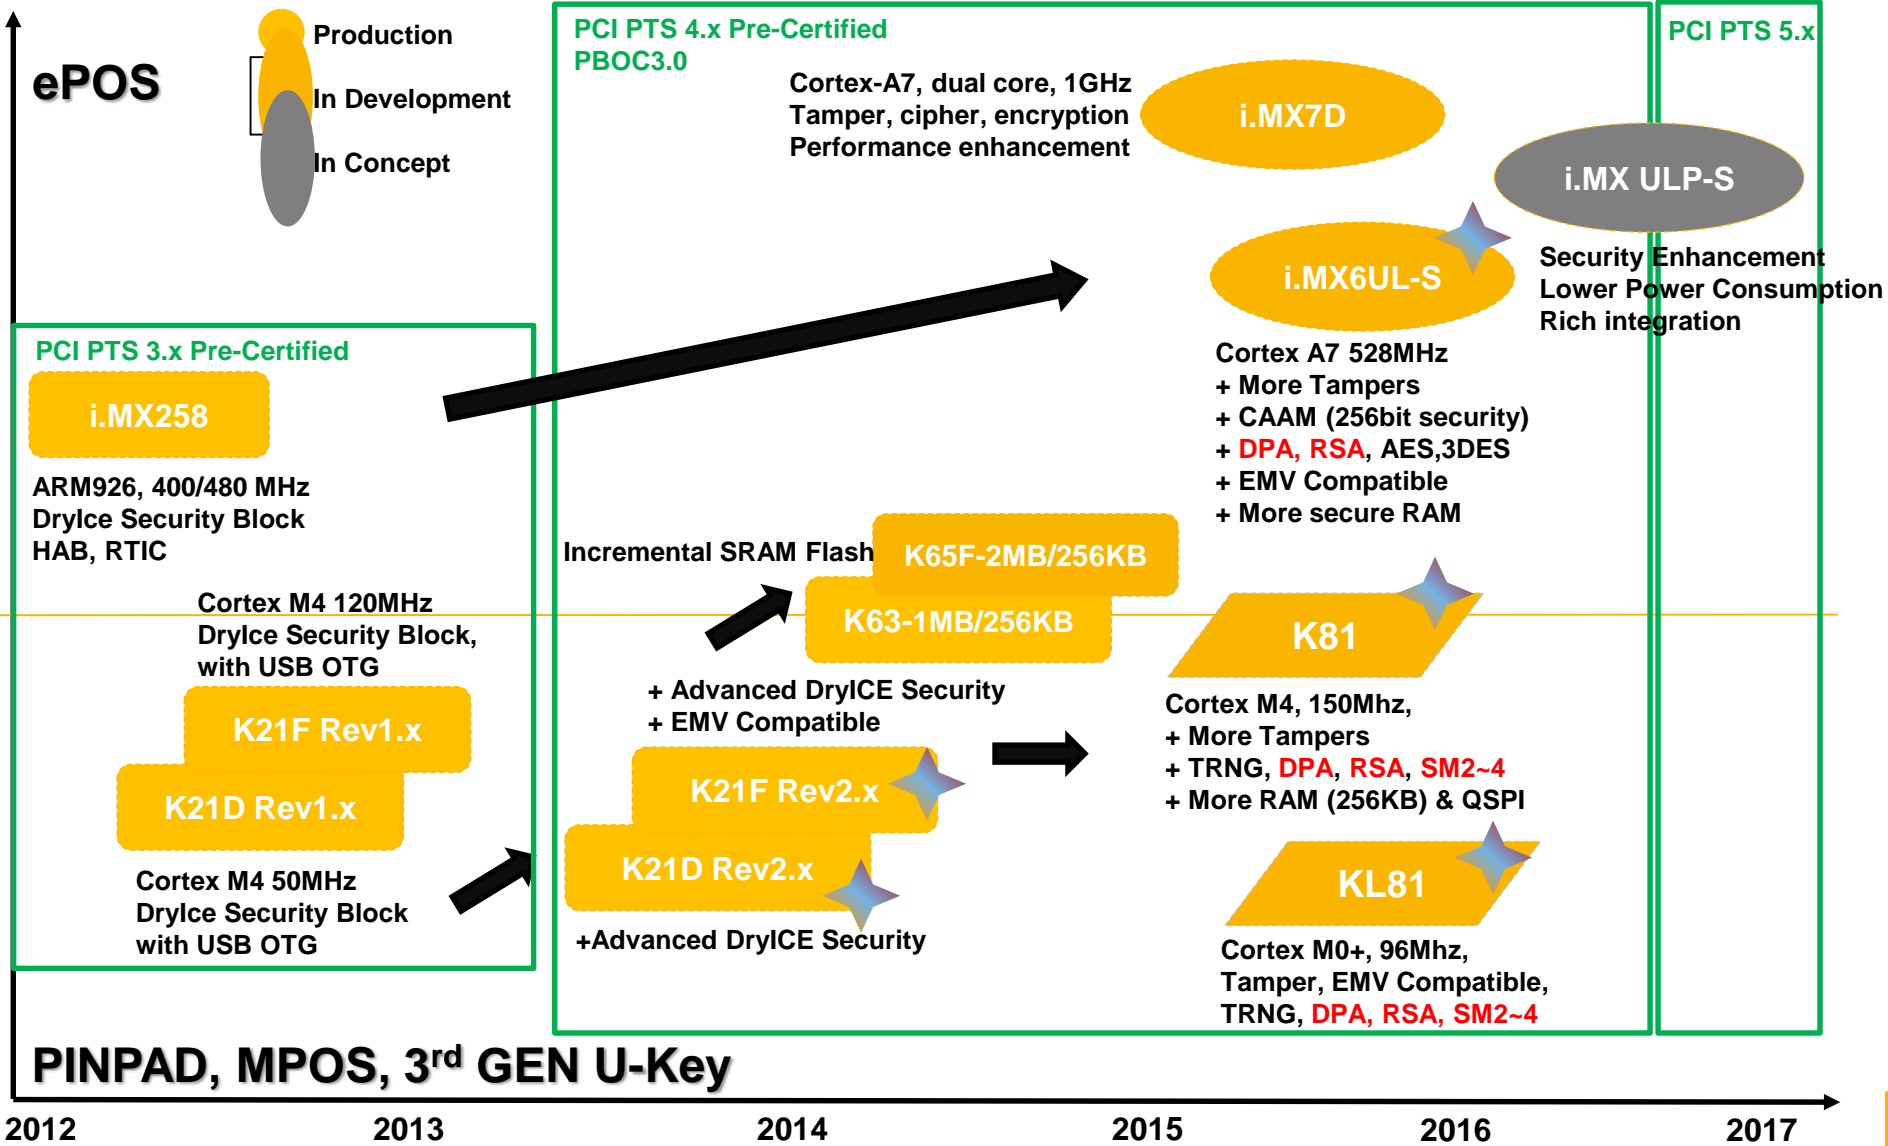 ePOS
Production
In Development
In Concept
PCI PTS 4.x Pre-Certified
PBOC3.0
PCI PTS 5.x
Cortex-A7, dual core, 1GHz
Tamper, cipher, encryption
Performance enhancement
i.MX7D
i.MX ULP-S
Security Enhancement
Lower Power Consumption
Rich integration
i.MX6UL-S
Cortex A7 528MHz
+ More Tampers
+ CAAM (256bit security)
+ DPA, RSA, AES,3DES
+ EMV Compatible
+ More secure RAM
PCI PTS 3.x Pre-Certified
i.MX258
ARM926, 400/480 MHz
DryIce Security Block
HAB, RTIC
Cortex M4 120MHz
DryIce Security Block,
with USB OTG
K21F Rev1.x
K21D Rev1.x
Cortex M4 50MHz
DryIce Security Block
with USB OTG
Incremental SRAM Flash
K65F-2MB/256KB
K63-1MB/256KB
+ Advanced DryICE Security
+ EMV Compatible
K21F Rev2.x
K21D Rev2.x
+Advanced DryICE Security
K81
Cortex M4, 150Mhz,
+ More Tampers
+ TRNG, DPA, RSA, SM2~4
+ More RAM (256KB) & QSPI
KL81
Cortex M0+, 96Mhz,
Tamper, EMV Compatible,
TRNG, DPA, RSA, SM2~4
PINPAD, MPOS, 3rd GEN U-Key
2012 2013 2014 2015 2016 2017